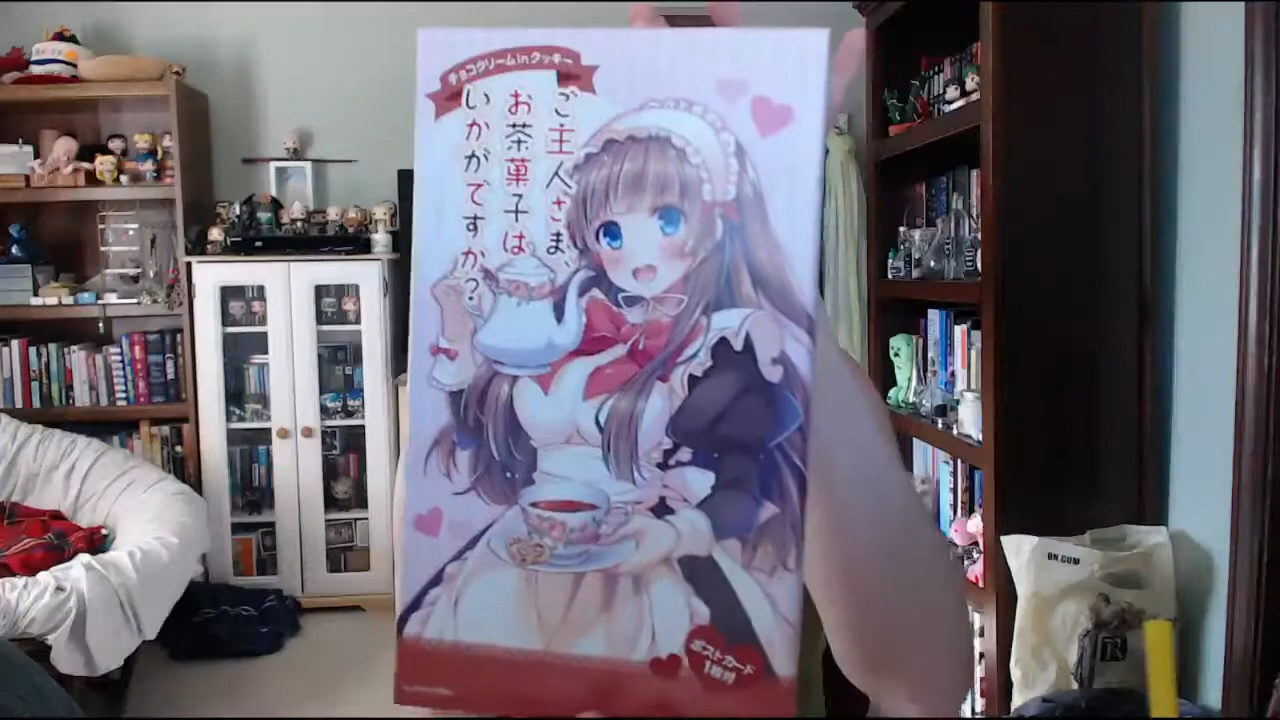 チョコクリームinクッキー
ご主人さま、
お茶菓子は
いかがですか?
ポストカード
1枚付
BN.COM